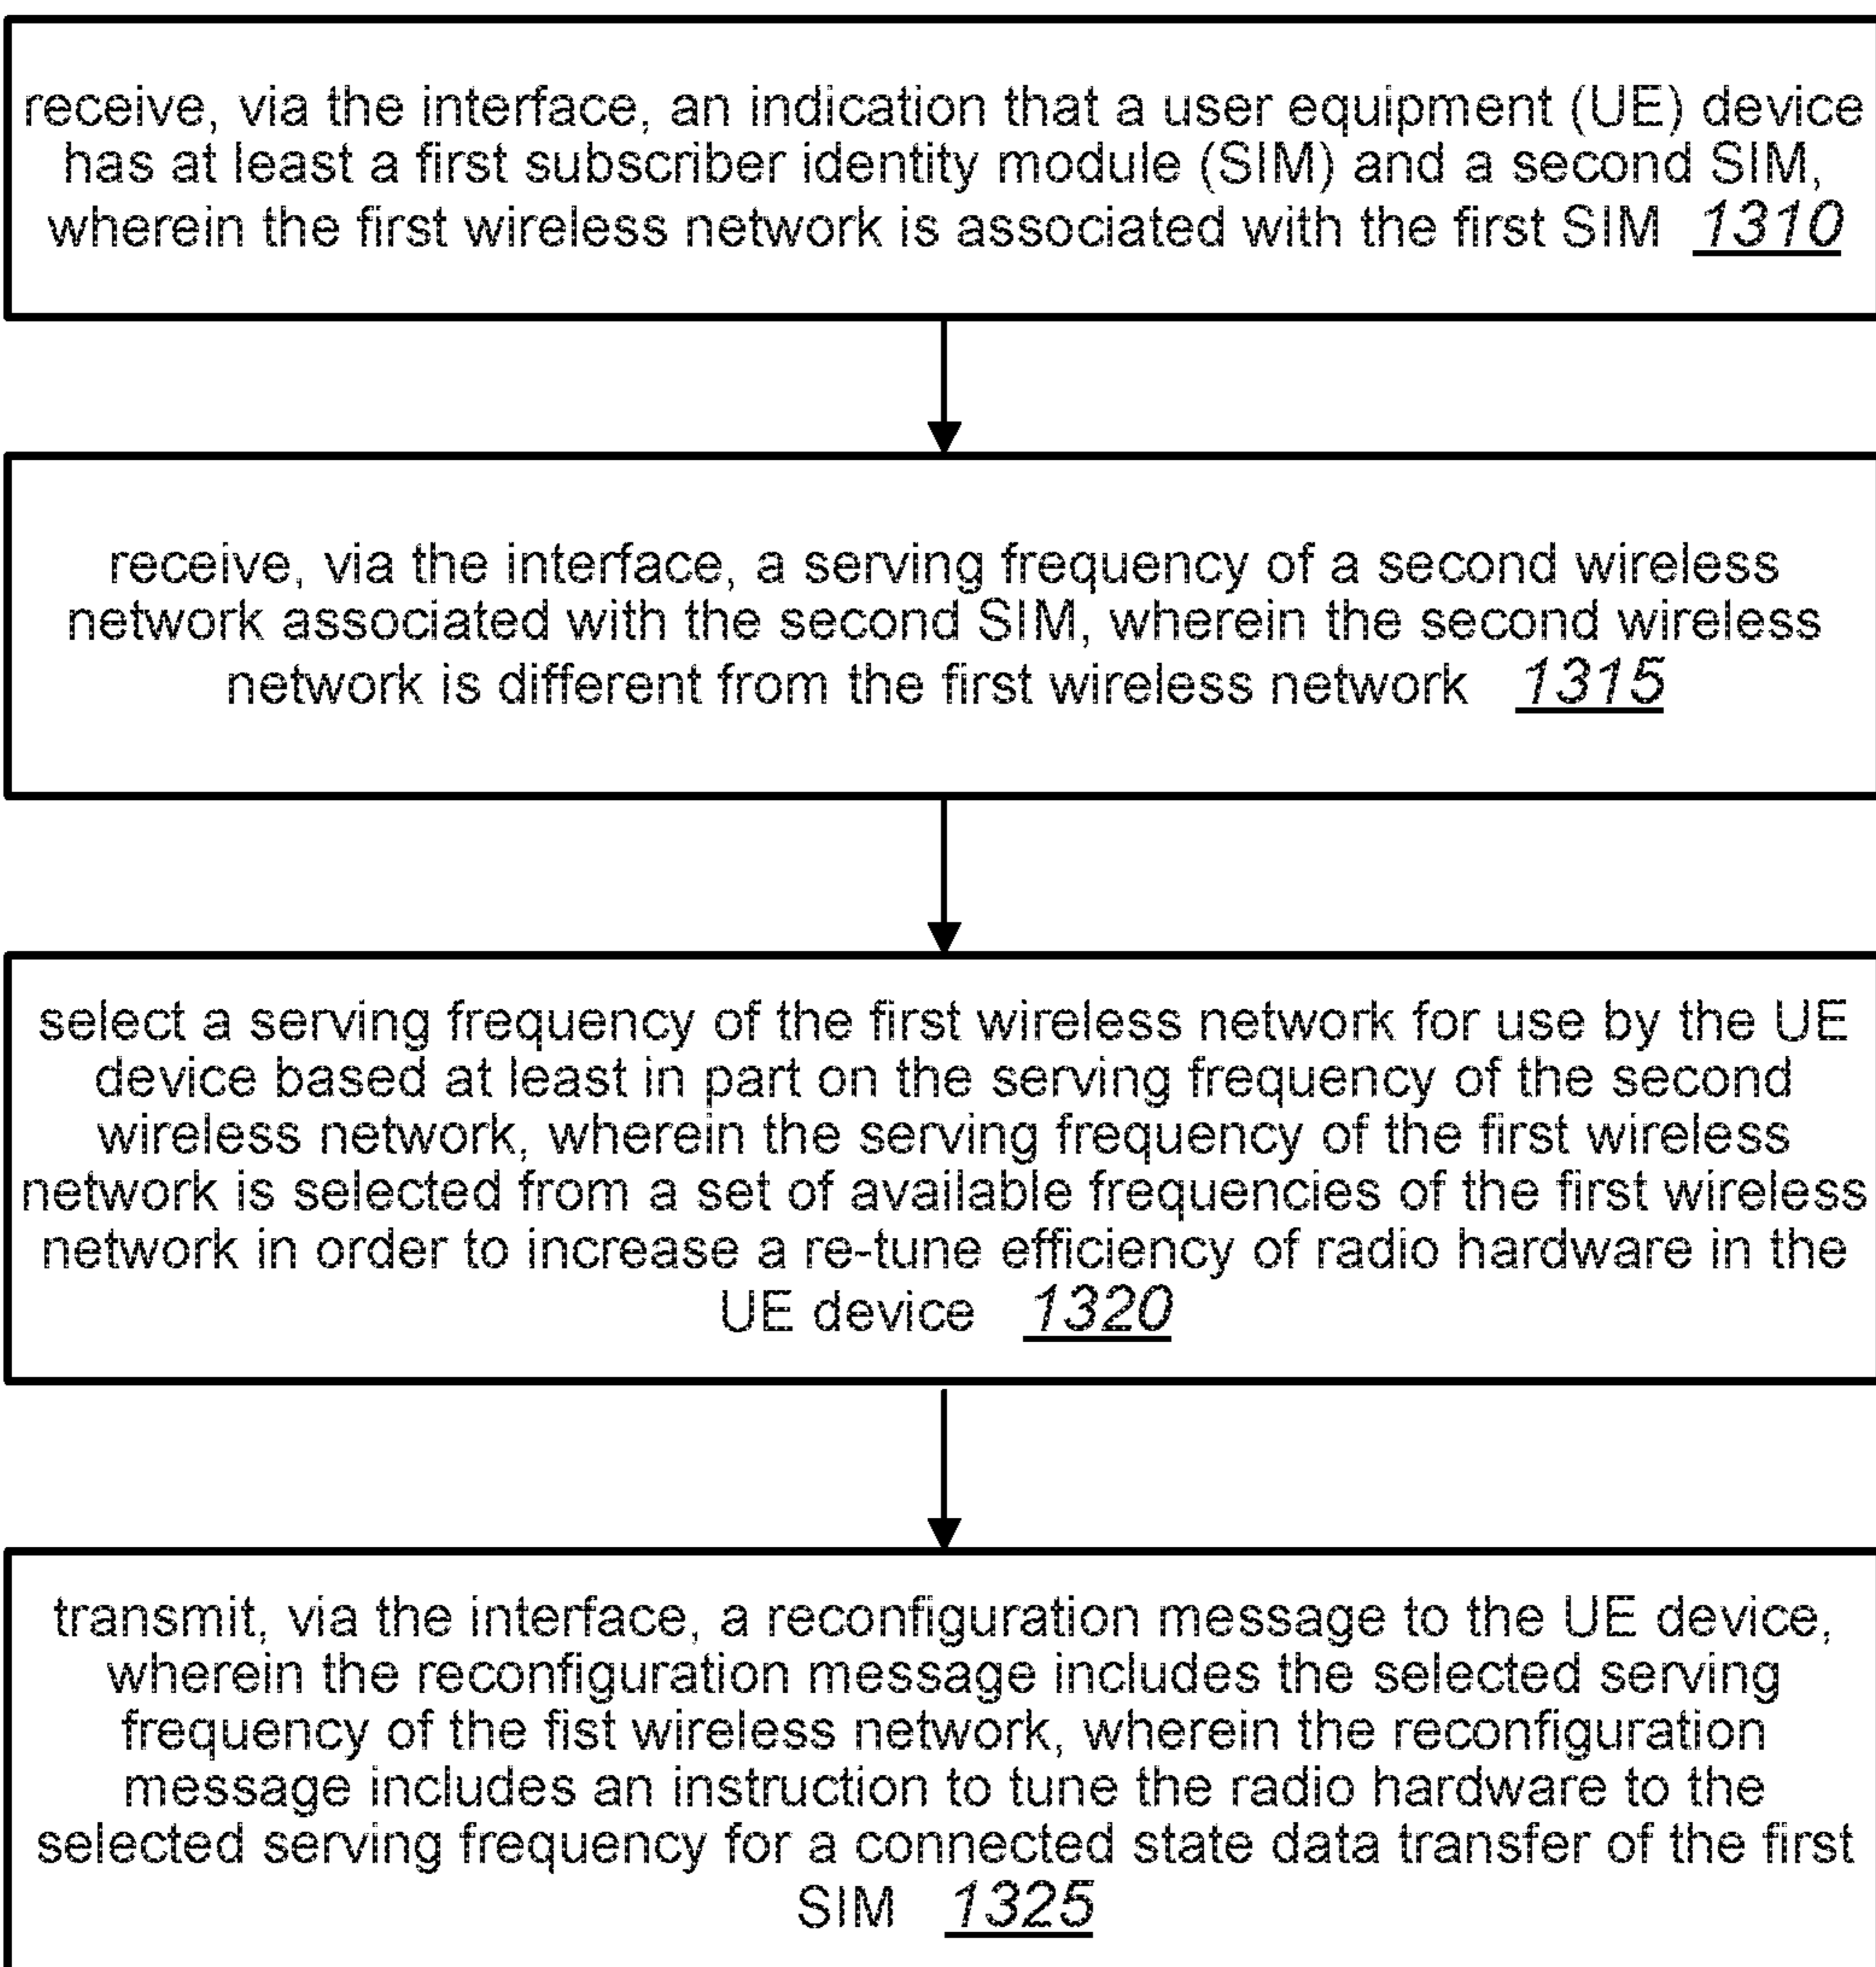 receive, via the interface, an indication that a user equipment (UE) device
has at least a first subscriber identity module (SIM) and a second SIM,
wherein the first wireless network is associated with the first SIM 1310
receive, via the interface, a serving frequency of a second wireless
network associated with the second SIM, wherein the second wireless
network is different from the first wireless network 1315
select a serving frequency of the first wireless network for use by the UE
device based at least in part on the serving frequency of the second
wireless network, wherein the serving frequency of the first wireless
network is selected from a set of available frequencies of the first wireless
network in order to increase a re-tune efficiency of radio hardware in the
UE device 1320
transmit, via the interface, a reconfiguration message to the UE device,
wherein the reconfiguration message includes the selected serving
frequency of the fist wireless network, wherein the reconfiguration
message includes an instruction to tune the radio hardware to the
selected serving frequency for a connected state data transfer of the first
SIM 1325